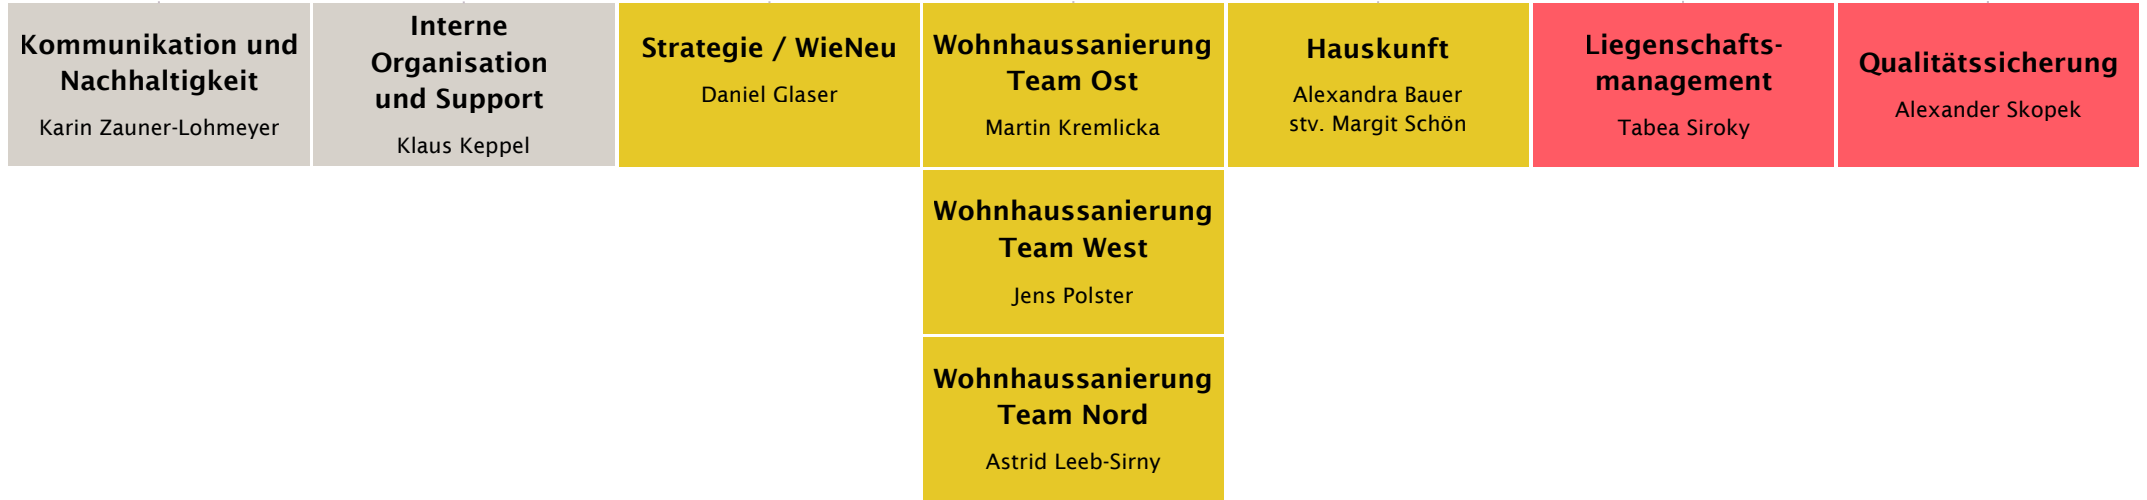 Kommunikation und
Nachhaltigkeit
Karin Zauner-Lohmeyer
Interne
Organisation
und Support
Klaus Keppel
Strategie / WieNeu
Daniel Glaser
Wohnhaussanierung
Team Ost
Martin Kremlicka
Wohnhaussanierung
Team West
Jens Polster
Wohnhaussanierung
Team Nord
Astrid Leeb-Sirny
Hauskunft
Alexandra Bauer
stv. Margit Schön
Liegenschafts-
management
Tabea Siroky
Qualitätssicherung
Alexander Skopek